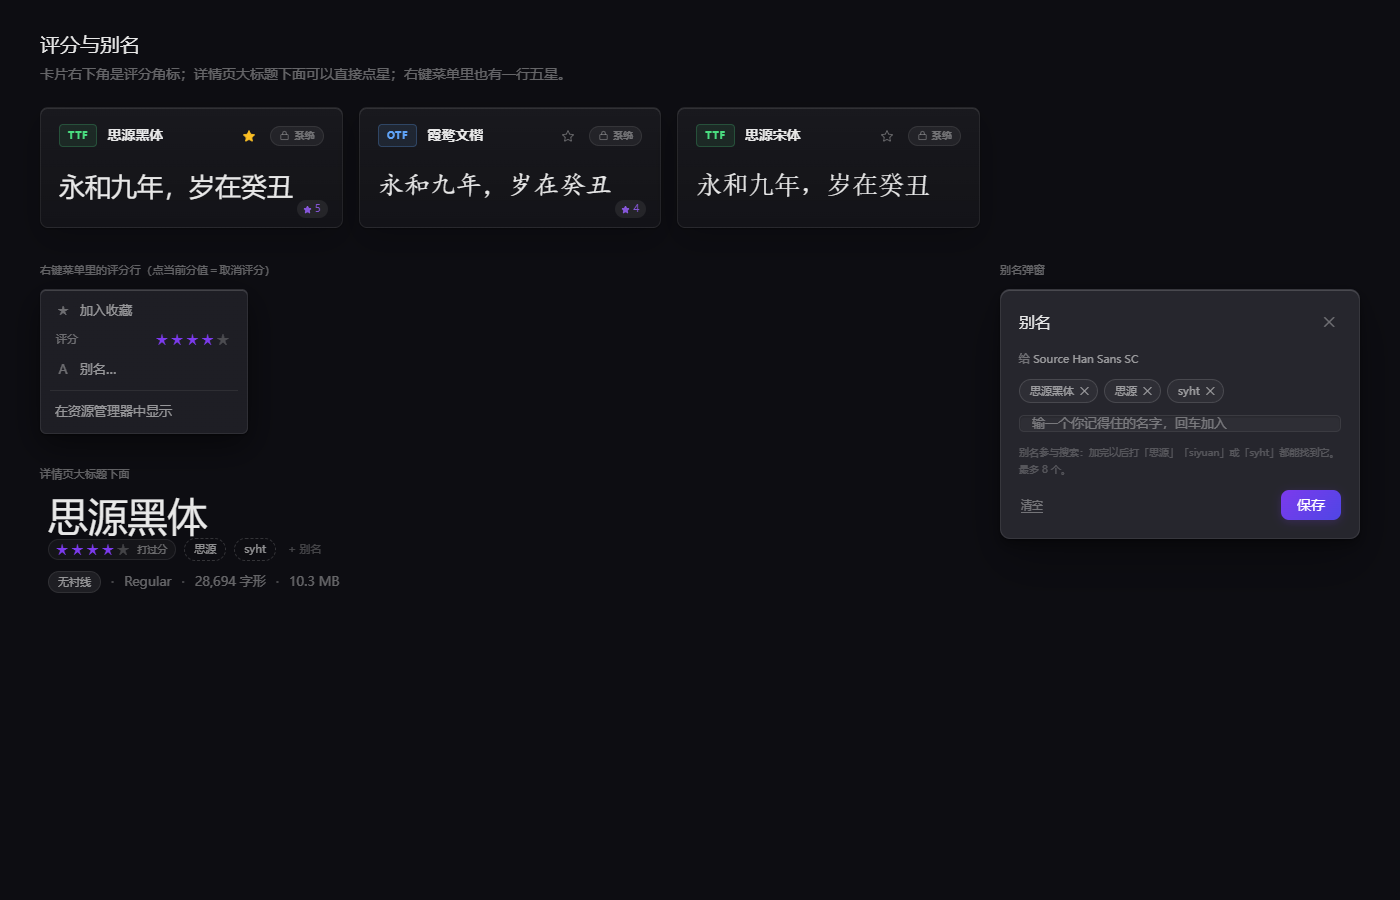 评分与别名
卡片右下角是评分角标；详情页大标题下面可以直接点星；右键菜单里也有一行五星。
TTF 思源黑体 系统
永和九年，岁在癸丑
5
OTF 霞鹜文楷 系统
永和九年，岁在癸丑
4
TTF 思源宋体 系统
永和九年，岁在癸丑
右键菜单里的评分行（点当前分值＝取消评分）
加入收藏
评分
A 别名...
在资源管理器中显示
详情页大标题下面
思源黑体
打过分 思源 syht + 别名
无衬线 · Regular · 28,694 字形 · 10.3 MB
别名弹窗
别名
给 Source Han Sans SC
思源黑体 思源 syht
输一个你记得住的名字，回车加入
别名参与搜索：加完以后打「思源」「siyuan」或「syht」都能找到它。
最多 8 个。
清空 保存